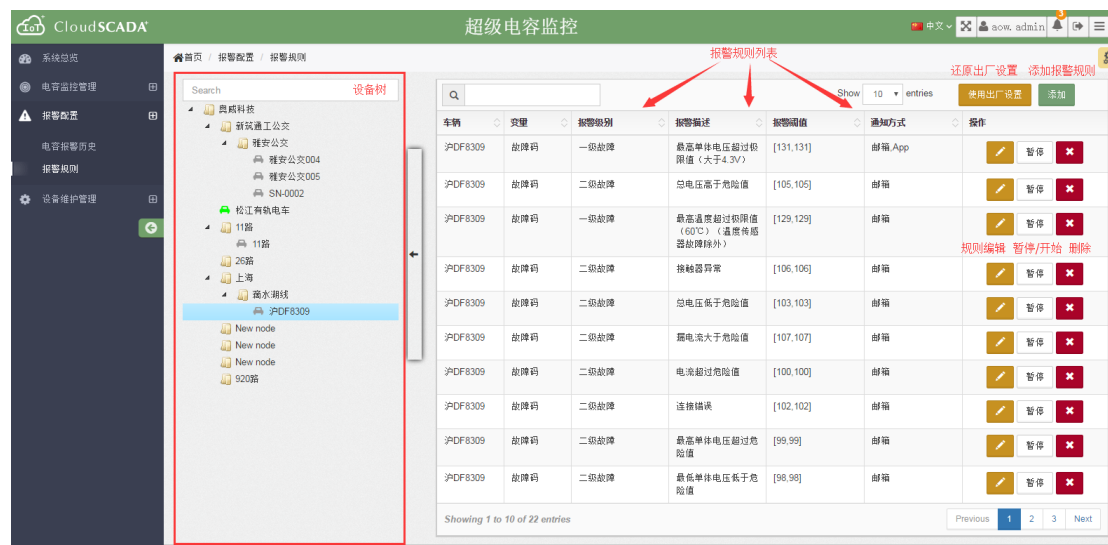 IoT CloudSCADA 超级电容监控 中文 aow. admin 3
系统总览
电容监控管理
报警配置
电容报警历史
报警规则
设备维护管理
首页 / 报警配置 / 报警规则
Search 设备树
奥威科技
新筑通工公交
雅安公交
雅安公交004
雅安公交005
SN-0002
松江有轨电车
11路
11路
26路
上海
滴水湖线
沪DF8309
New node
New node
New node
920路
报警规则列表
还原出厂设置 添加报警规则
Show 10 entries 使用出厂设置 添加
车辆 变量 报警级别 报警描述 报警阈值 通知方式 操作
沪DF8309 故障码 一级故障 最高单体电压超过极 [131,131] 邮箱,App 暂停
限值（大于4.3V）
沪DF8309 故障码 二级故障 总电压高于危险值 [105,105] 邮箱 暂停
沪DF8309 故障码 一级故障 最高温度超过极限值 [129,129] 邮箱 暂停
（60℃）（温度传感
器故障除外）
规则编辑 暂停/开始 删除
沪DF8309 故障码 二级故障 接触器异常 [106,106] 邮箱 暂停
沪DF8309 故障码 二级故障 总电压低于危险值 [103,103] 邮箱 暂停
沪DF8309 故障码 二级故障 漏电流大于危险值 [107,107] 邮箱 暂停
沪DF8309 故障码 二级故障 电流超过危险值 [100,100] 邮箱 暂停
沪DF8309 故障码 二级故障 连接错误 [102,102] 邮箱 暂停
沪DF8309 故障码 二级故障 最高单体电压超过危 [99,99] 邮箱 暂停
险值
沪DF8309 故障码 二级故障 最低单体电压低于危 [98,98] 邮箱 暂停
险值
Showing 1 to 10 of 22 entries Previous 1 2 3 Next